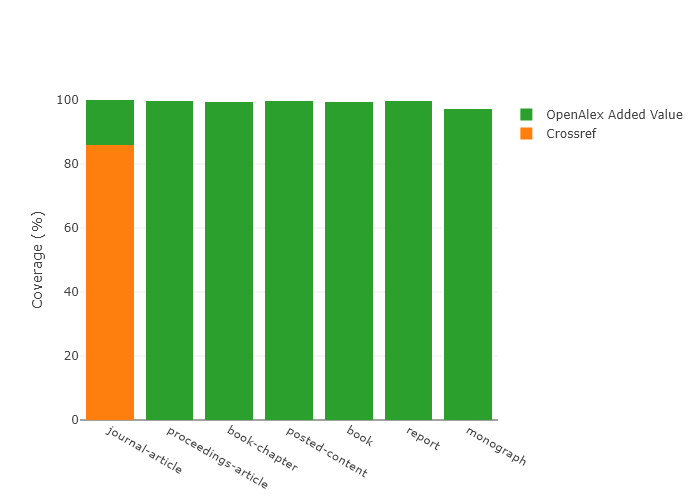 100
80
60
40
20
0
Coverage (%)
OpenAlex Added Value
Crossref
journal-article
proceedings-article
book-chapter
posted-content
book
report
monograph